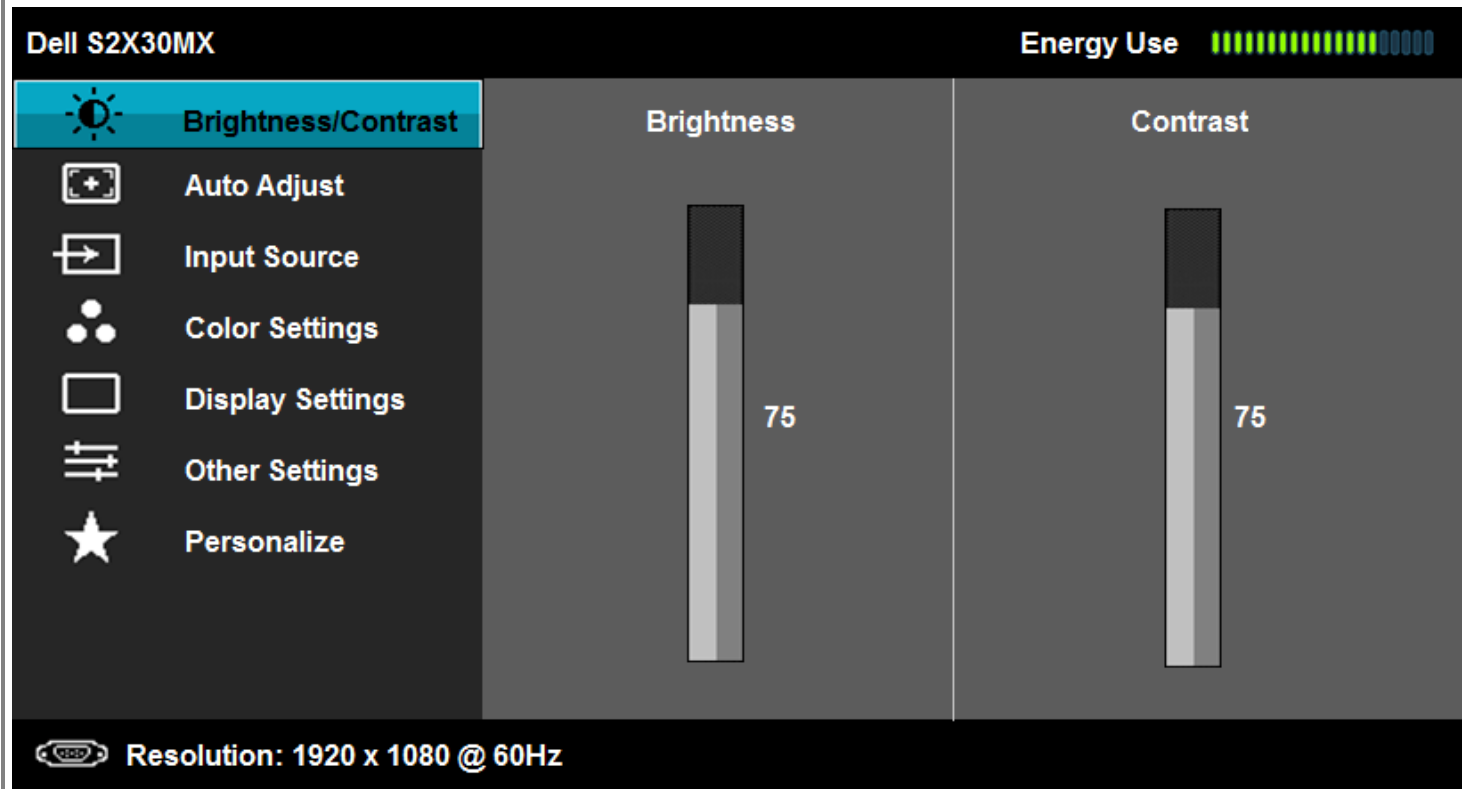 Dell S2X30MX
Energy Use
Brightness/Contrast
Auto Adjust
Input Source
Color Settings
Display Settings
Other Settings
Personalize
Brightness
75
Contrast
75
Resolution: 1920 x 1080 @ 60Hz